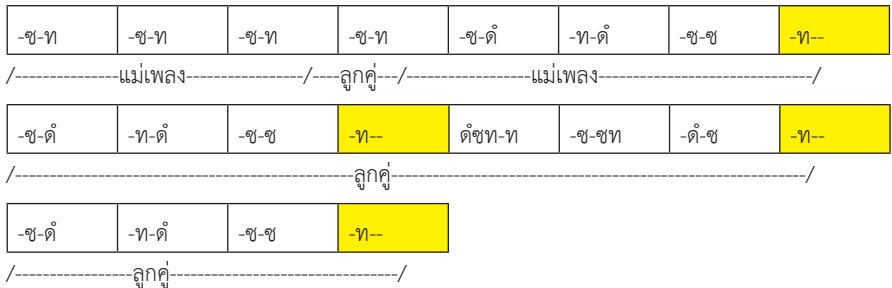 -ซ-ท -ซ-ท -ซ-ท -ซ-ท -ซ-ดํ -ท-ดํ -ซ-ซ -ท--
/---------------แม่เพลง-----------------/----ลูกคู่---/------------------แม่เพลง-------------------------------/
-ซ-ดํ -ท-ดํ -ซ-ซ -ท-- ดํซท-ท -ซ-ซท -ดํ-ซ -ท--
/-------------------------------------------------ลูกคู่------------------------------------------------------------/
-ซ-ดํ -ท-ดํ -ซ-ซ -ท--
/-----------------ลูกคู่---------------------------------/